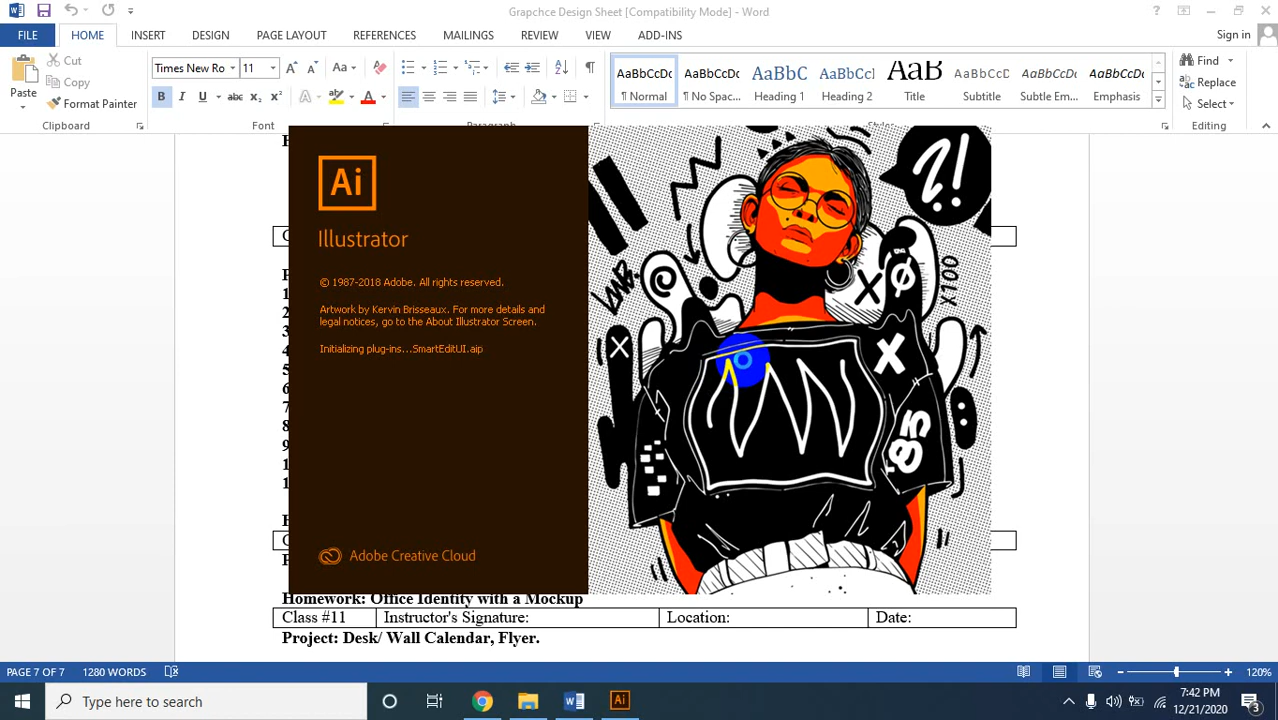 Grapchce Design Sheet [Compatibility Mode] - Word
?
FILE HOME INSERT DESIGN PAGE LAYOUT REFERENCES MAILINGS REVIEW VIEW ADD-INS Sign in
Paste
Cut
Copy
Format Painter
Clipboard
Times New Ro 11
Font
Paragraph
AaBbCcDc AaBbCcDc AaBbC AaBbCcI AaB AaBbCcD AaBbCcDc AaBbCcDc
¶ Normal ¶ No Spac... Heading 1 Heading 2 Title Subtitle Subtle Em... Emphasis
Find
Replace
Select
Editing
Ai
Illustrator
© 1987-2018 Adobe. All rights reserved.
Artwork by Kervin Brisseaux. For more details and
legal notices, go to the About Illustrator Screen.
Initializing plug-ins...SmartEditUI.aip
Adobe Creative Cloud
?!
X
85
Homework: Office Identity with a Mockup
Class #11 Instructor's Signature: Location: Date:
Project: Desk/ Wall Calendar, Flyer.
PAGE 7 OF 7 1280 WORDS 120%
Type here to search
7:42 PM
12/21/2020
3